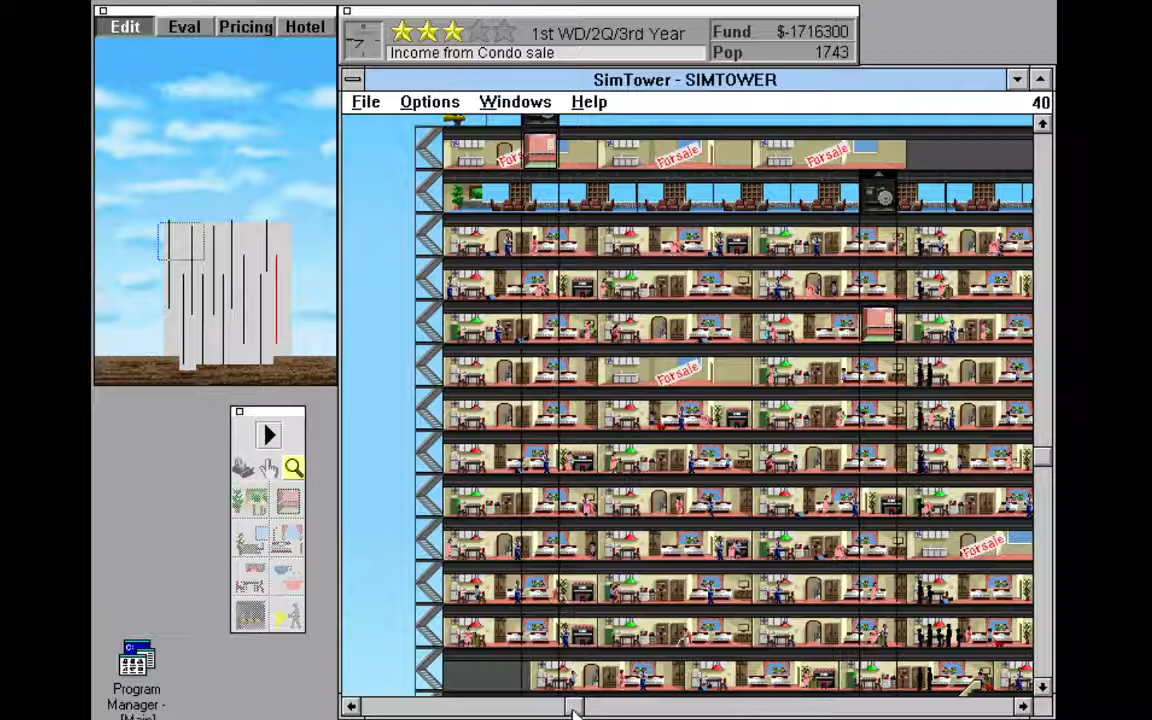 Edit Eval Pricing Hotel
1st WD/2Q/3rd Year
Income from Condo sale
Fund $-1716300
Pop 1743
SimTower - SIMTOWER
File Options Windows Help 40
For sale For sale
For sale
For sale
Program
Manager -